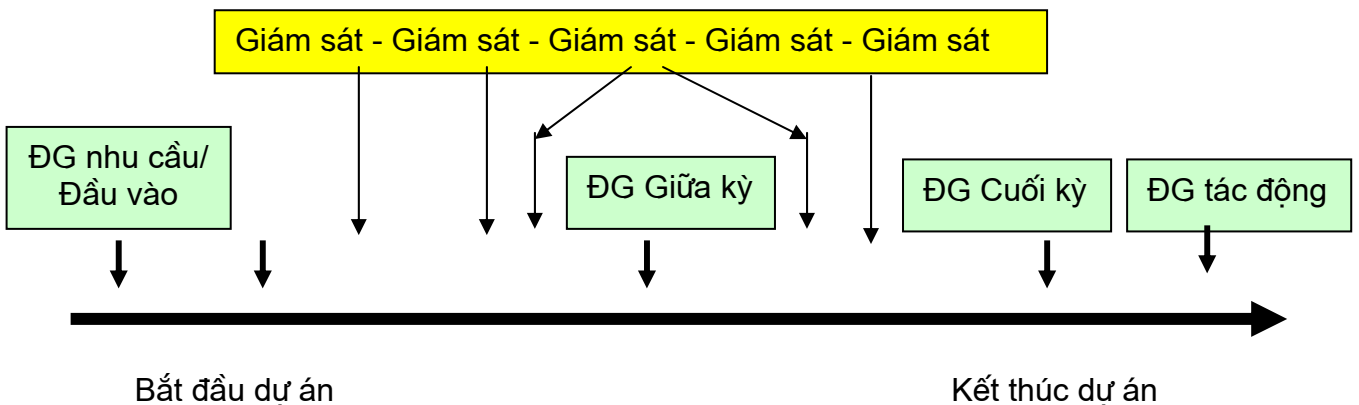 Giám sát - Giám sát - Giám sát - Giám sát - Giám sát
ĐG nhu cầu/
Đầu vào
ĐG Giữa kỳ
ĐG Cuối kỳ
ĐG tác động
Bắt đầu dự án
Kết thúc dự án